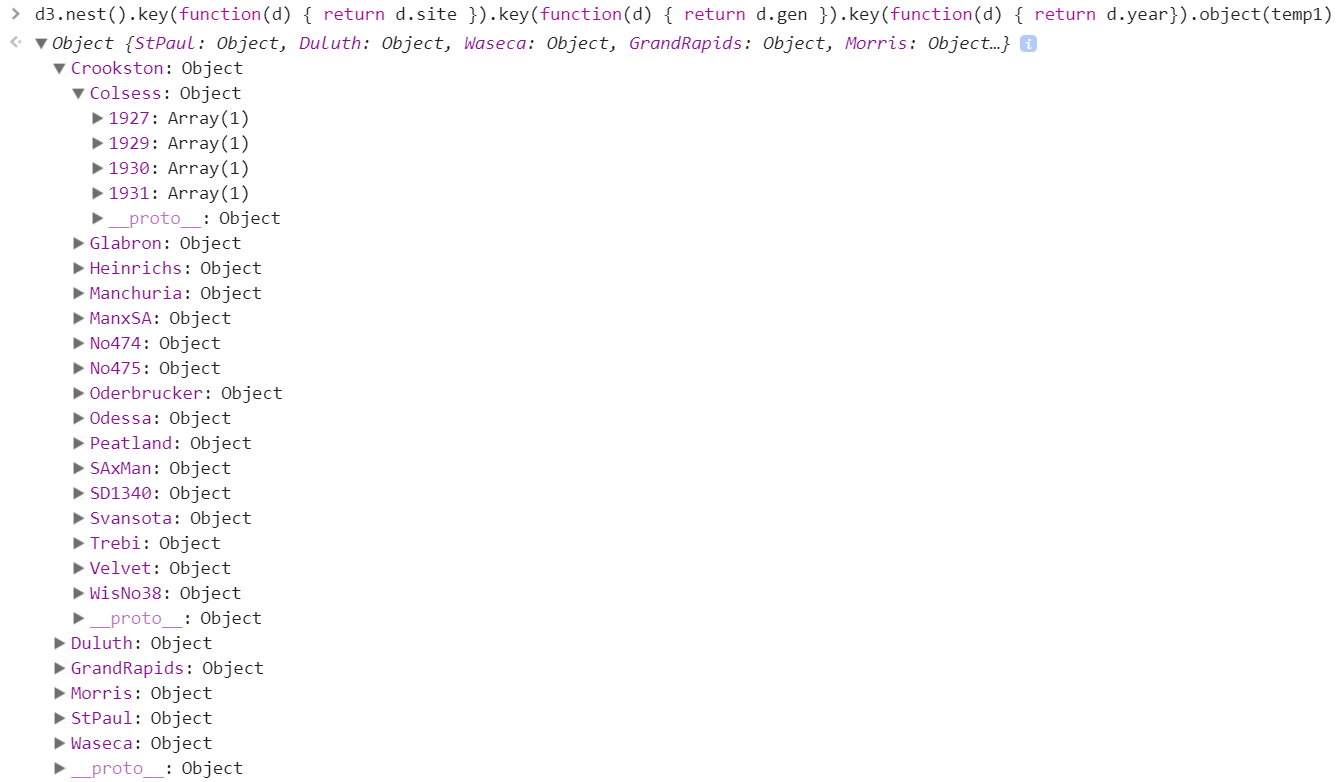 > d3.nest().key(function(d) { return d.site }).key(function(d) { return d.gen }).key(function(d) { return d.year}).object(temp1)
Object {StPaul: Object, Duluth: Object, Waseca: Object, GrandRapids: Object, Morris: Object…} i
Crookston: Object
Colsess: Object
1927: Array(1)
1929: Array(1)
1930: Array(1)
1931: Array(1)
__proto__: Object
Glabron: Object
Heinrichs: Object
Manchuria: Object
ManxSA: Object
No474: Object
No475: Object
Oderbrucker: Object
Odessa: Object
Peatland: Object
SAxMan: Object
SD1340: Object
Svansota: Object
Trebi: Object
Velvet: Object
WisNo38: Object
__proto__: Object
Duluth: Object
GrandRapids: Object
Morris: Object
StPaul: Object
Waseca: Object
__proto__: Object